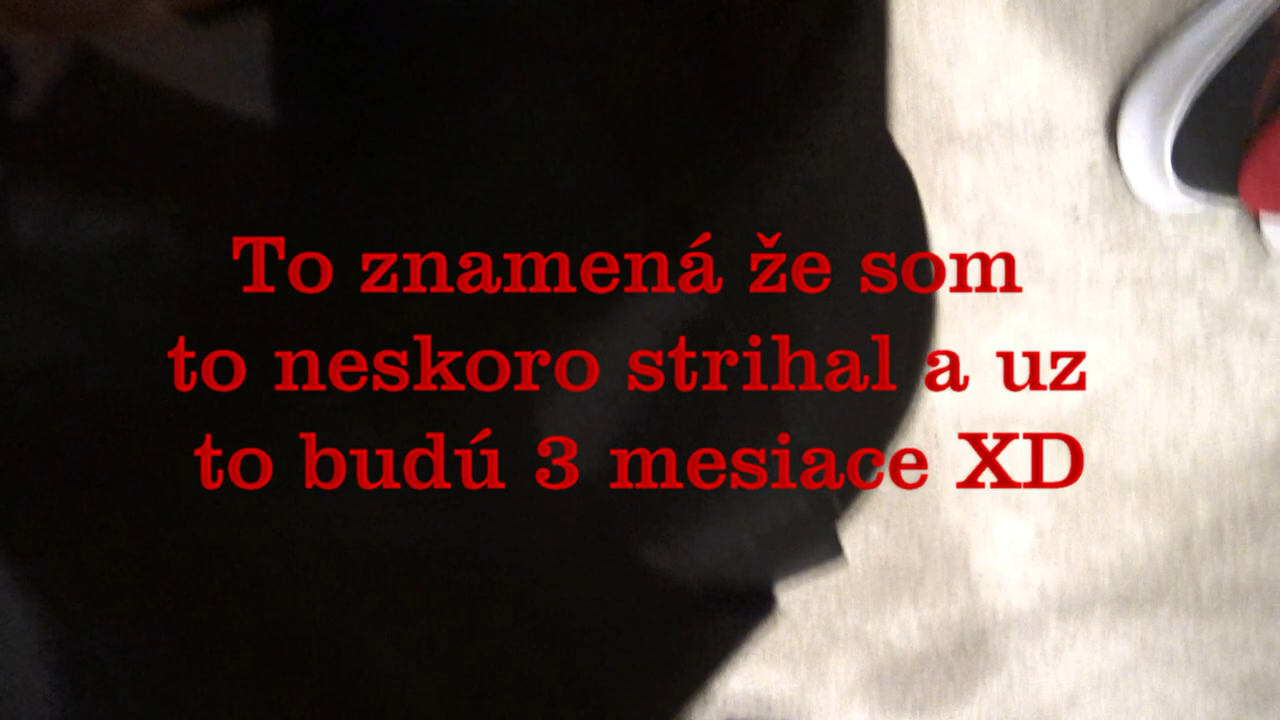 To znamená že som
to neskoro strihal a uz
to budú 3 mesiace XD